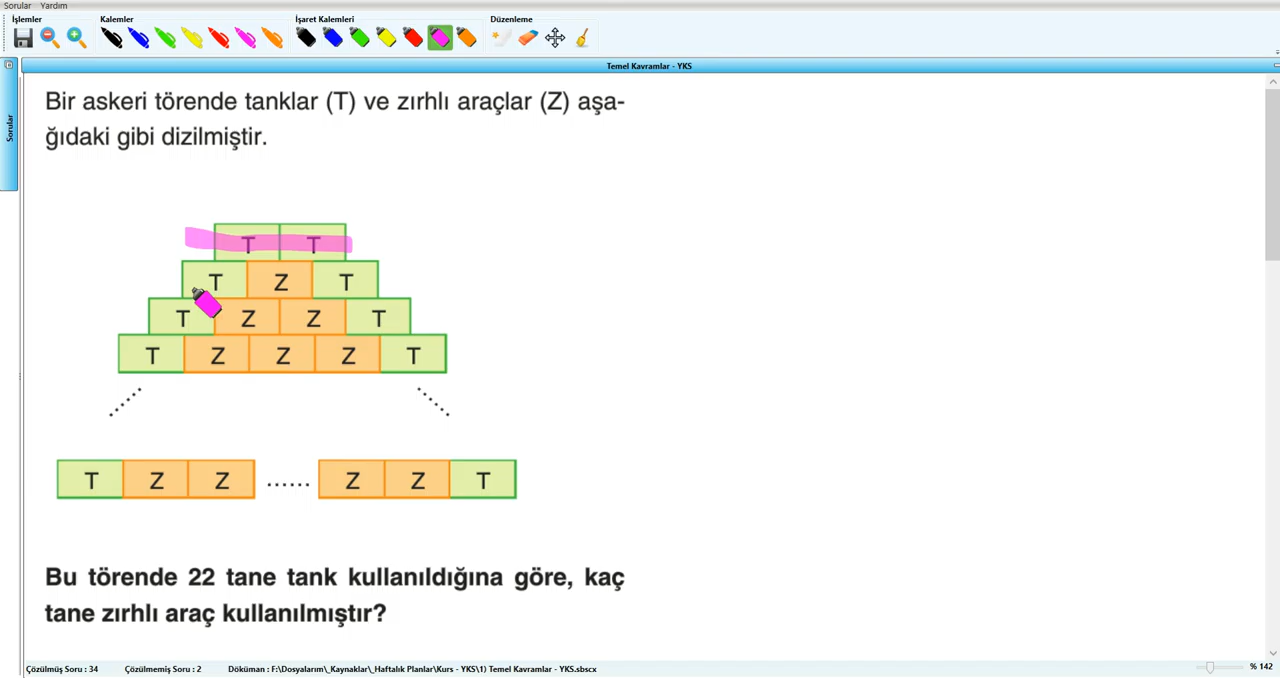 Sorular Yardım
İşlemler Kalemler İşaret Kalemleri Düzenleme
Temel Kavramlar - YKS
Sorular
Bir askeri törende tanklar (T) ve zırhlı araçlar (Z) aşa-
ğıdaki gibi dizilmiştir.
T T
T Z T
T Z Z T
T Z Z Z T
T Z Z ...... Z Z T
Bu törende 22 tane tank kullanıldığına göre, kaç
tane zırhlı araç kullanılmıştır?
Çözülmüş Soru : 34 Çözülmemiş Soru : 2 Döküman : F:\Dosyalarım\_Kaynaklar\_Haftalık Planlar\Kurs - YKS\1) Temel Kavramlar - YKS.sbscx % 142